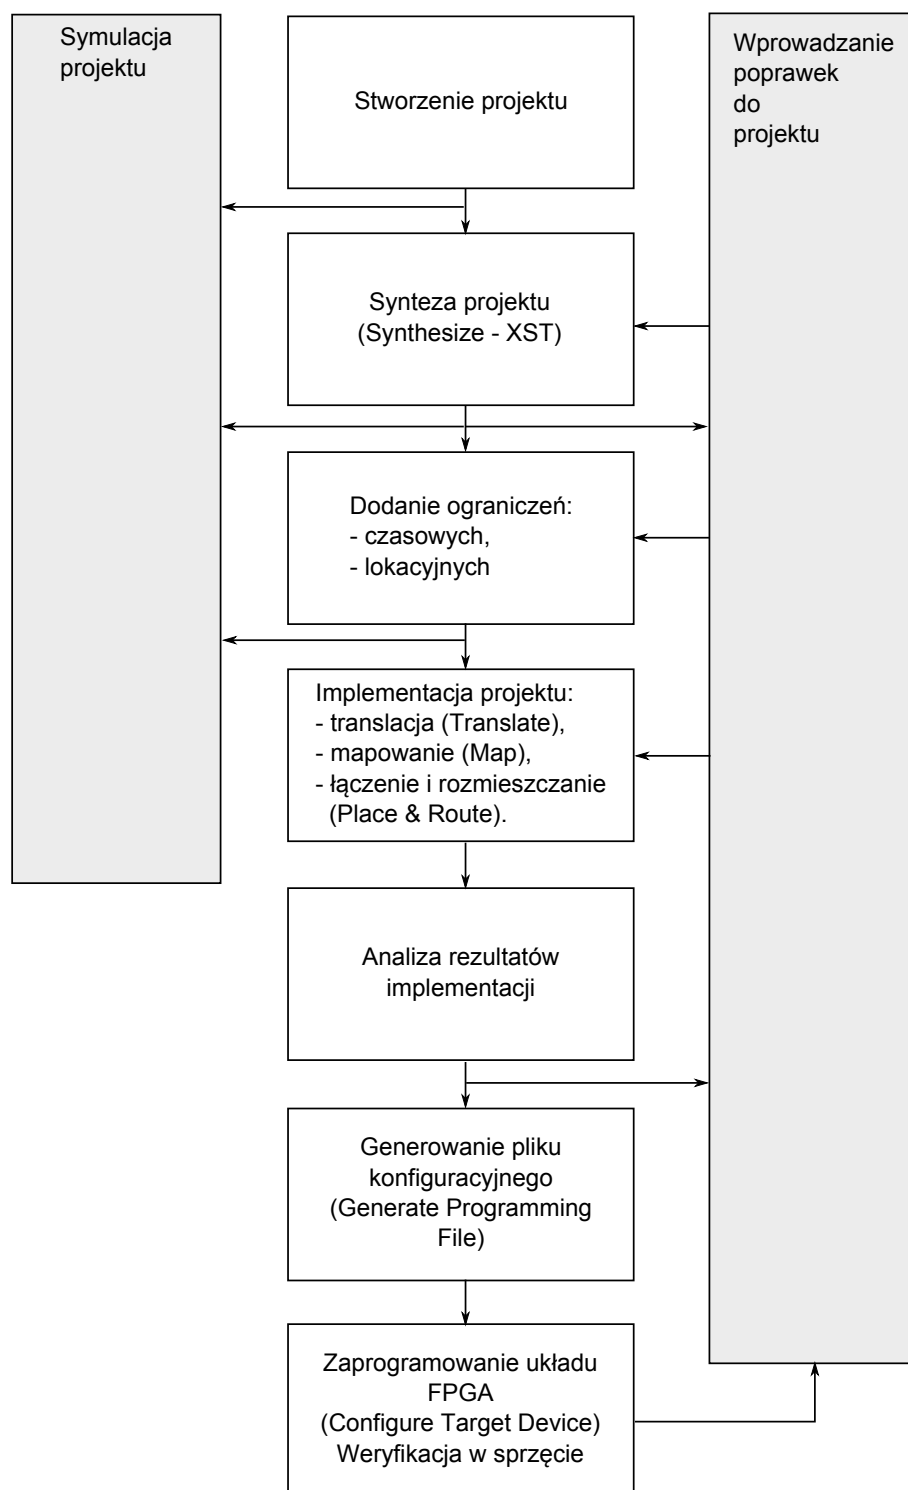 Symulacja
projektu
Stworzenie projektu
Wprowadzanie
poprawek
do
projektu
Synteza projektu
(Synthesize - XST)
Dodanie ograniczeń:
- czasowych,
- lokacyjnych
Implementacja projektu:
- translacja (Translate),
- mapowanie (Map),
- łączenie i rozmieszczanie
(Place & Route).
Analiza rezultatów
implementacji
Generowanie pliku
konfiguracyjnego
(Generate Programming
File)
Zaprogramowanie układu
FPGA
(Configure Target Device)
Weryfikacja w sprzęcie